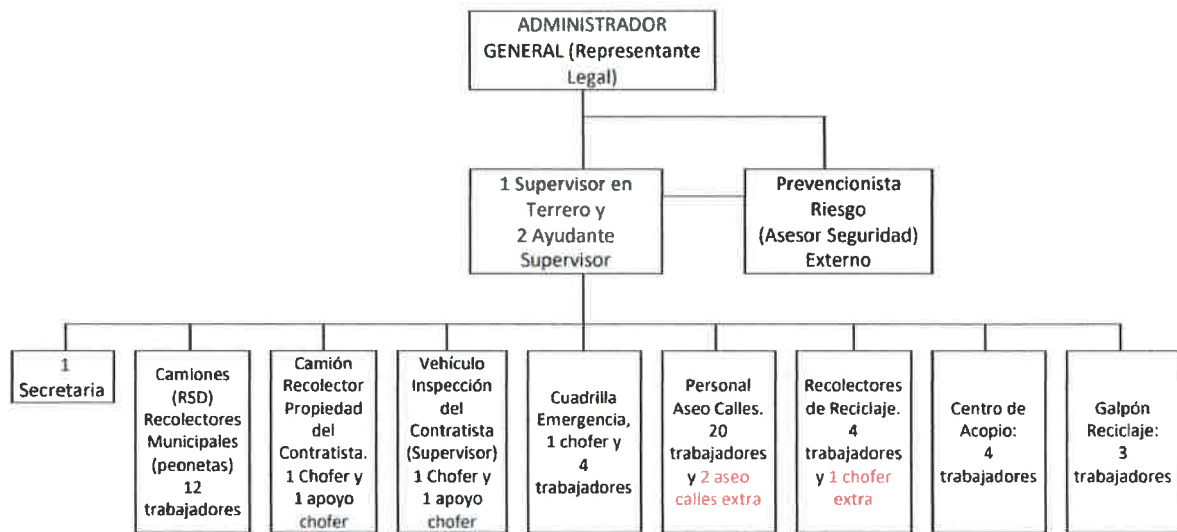 ADMINISTRADOR
GENERAL (Representante
Legal)
1 Supervisor en
Terrero y
2 Ayudante
Supervisor
Prevencionista
Riesgo
(Asesor Seguridad)
Externo
1
Secretaria
Camiones
(RSD)
Recolectores
Municipales
(peonetas)
12
trabajadores
Camión
Recolector
Propiedad
del
Contratista.
1 Chofer y
1 apoyo
chofer
Vehículo
Inspección
del
Contratista
(Supervisor)
1 Chofer y
1 apoyo
chofer
Cuadrilla
Emergencia,
1 chofer y
4
trabajadores
Personal
Aseo Calles.
20
trabajadores
y 2 aseo
calles extra
Recolectores
de Reciclaje.
4
trabajadores
y 1 chofer
extra
Centro de
Acopio:
4
trabajadores
Galpón
Reciclaje:
3
trabajadores